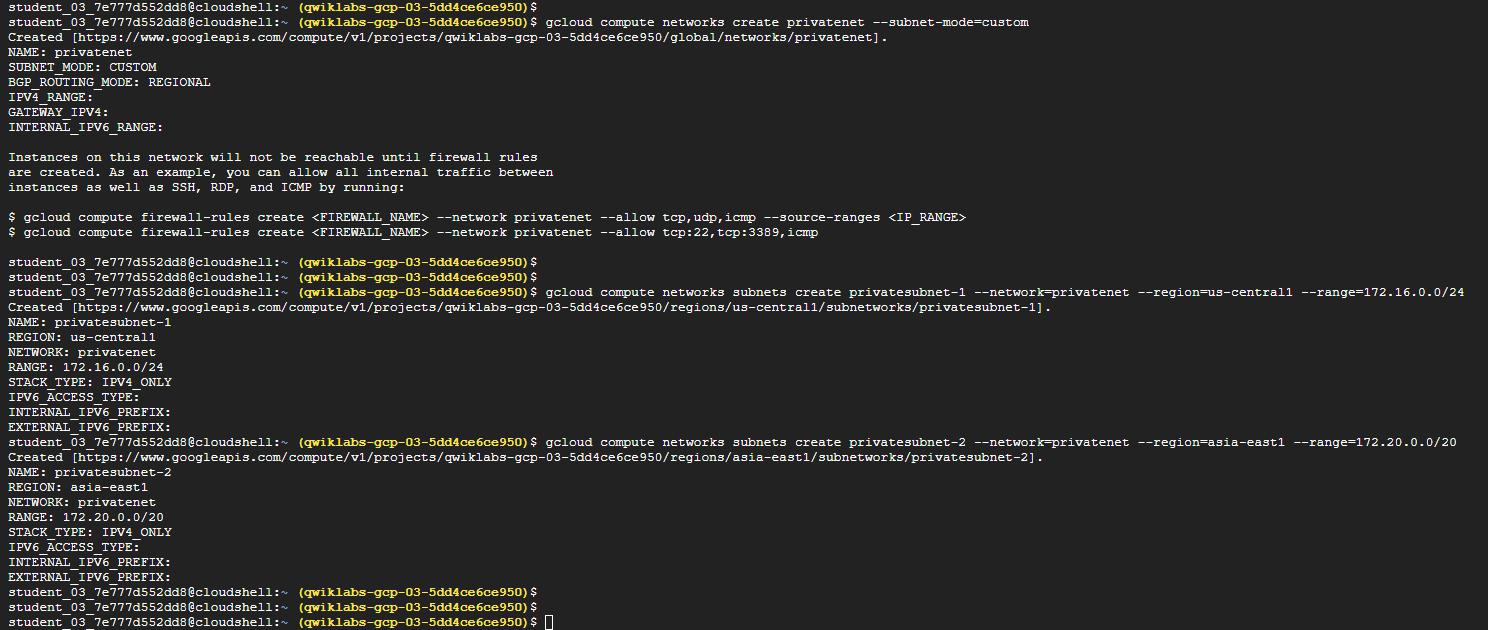 student_03_7e777d552dd8@cloudshell:~ (qwiklabs-gcp-03-5dd4ce6ce950)$
student_03_7e777d552dd8@cloudshell:~ (qwiklabs-gcp-03-5dd4ce6ce950)$ gcloud compute networks create privatenet --subnet-mode=custom
Created [https://www.googleapis.com/compute/v1/projects/qwiklabs-gcp-03-5dd4ce6ce950/global/networks/privatenet].
NAME: privatenet
SUBNET_MODE: CUSTOM
BGP_ROUTING_MODE: REGIONAL
IPV4_RANGE:
GATEWAY_IPV4:
INTERNAL_IPV6_RANGE:

Instances on this network will not be reachable until firewall rules
are created. As an example, you can allow all internal traffic between
instances as well as SSH, RDP, and ICMP by running:

$ gcloud compute firewall-rules create <FIREWALL_NAME> --network privatenet --allow tcp,udp,icmp --source-ranges <IP_RANGE>
$ gcloud compute firewall-rules create <FIREWALL_NAME> --network privatenet --allow tcp:22,tcp:3389,icmp

student_03_7e777d552dd8@cloudshell:~ (qwiklabs-gcp-03-5dd4ce6ce950)$
student_03_7e777d552dd8@cloudshell:~ (qwiklabs-gcp-03-5dd4ce6ce950)$
student_03_7e777d552dd8@cloudshell:~ (qwiklabs-gcp-03-5dd4ce6ce950)$ gcloud compute networks subnets create privatesubnet-1 --network=privatenet --region=us-central1 --range=172.16.0.0/24
Created [https://www.googleapis.com/compute/v1/projects/qwiklabs-gcp-03-5dd4ce6ce950/regions/us-central1/subnetworks/privatesubnet-1].
NAME: privatesubnet-1
REGION: us-central1
NETWORK: privatenet
RANGE: 172.16.0.0/24
STACK_TYPE: IPV4_ONLY
IPV6_ACCESS_TYPE:
INTERNAL_IPV6_PREFIX:
EXTERNAL_IPV6_PREFIX:
student_03_7e777d552dd8@cloudshell:~ (qwiklabs-gcp-03-5dd4ce6ce950)$ gcloud compute networks subnets create privatesubnet-2 --network=privatenet --region=asia-east1 --range=172.20.0.0/20
Created [https://www.googleapis.com/compute/v1/projects/qwiklabs-gcp-03-5dd4ce6ce950/regions/asia-east1/subnetworks/privatesubnet-2].
NAME: privatesubnet-2
REGION: asia-east1
NETWORK: privatenet
RANGE: 172.20.0.0/20
STACK_TYPE: IPV4_ONLY
IPV6_ACCESS_TYPE:
INTERNAL_IPV6_PREFIX:
EXTERNAL_IPV6_PREFIX:
student_03_7e777d552dd8@cloudshell:~ (qwiklabs-gcp-03-5dd4ce6ce950)$
student_03_7e777d552dd8@cloudshell:~ (qwiklabs-gcp-03-5dd4ce6ce950)$
student_03_7e777d552dd8@cloudshell:~ (qwiklabs-gcp-03-5dd4ce6ce950)$